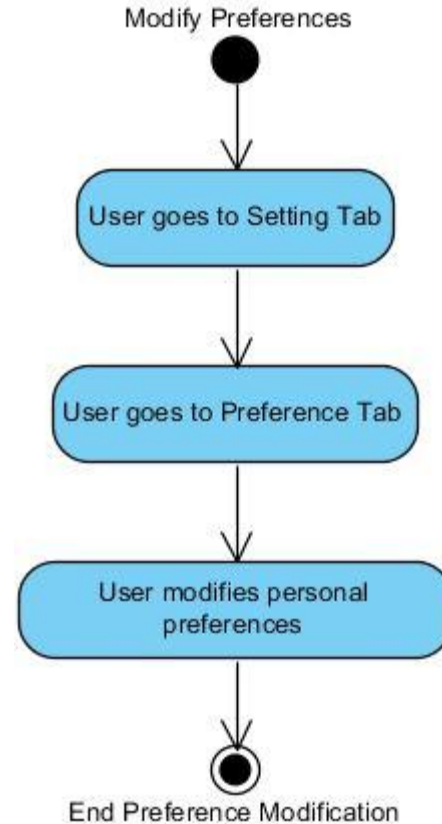 Modify Preferences
User goes to Setting Tab
User goes to Preference Tab
User modifies personal
preferences
End Preference Modification